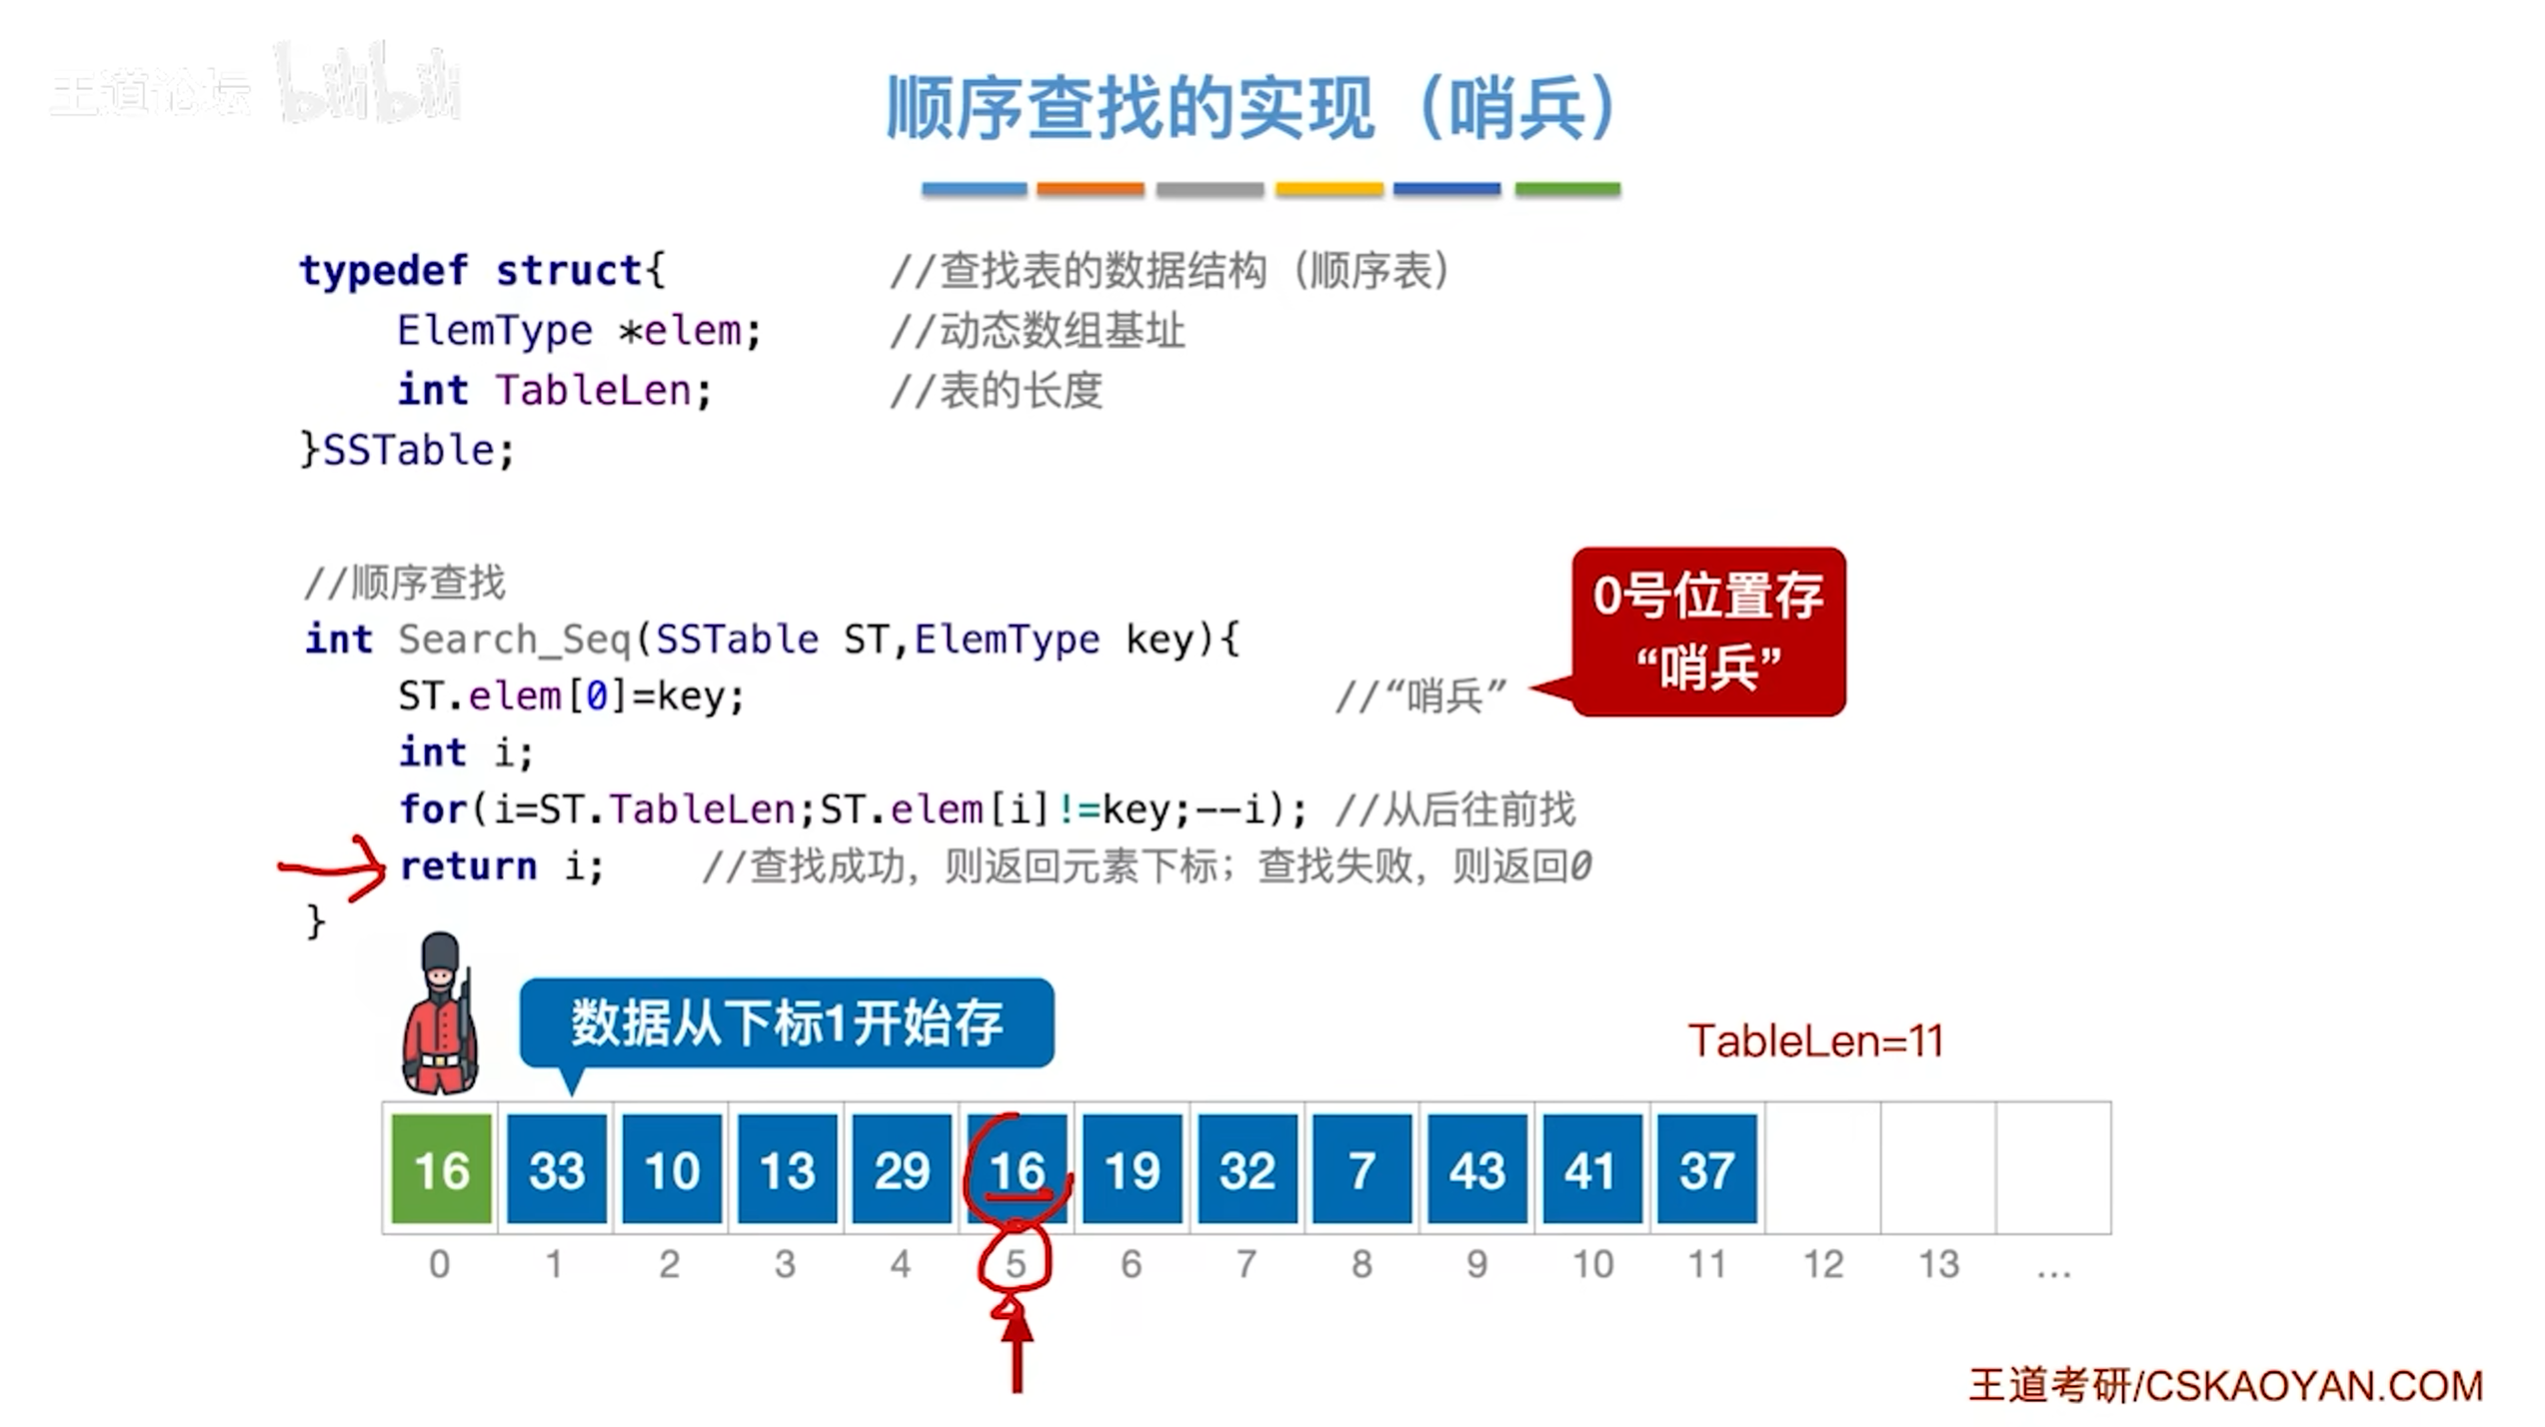 王道论坛 bilibili
顺序查找的实现（哨兵）
typedef struct{ //查找表的数据结构（顺序表）
ElemType *elem; //动态数组基址
int TableLen; //表的长度
}SSTable;
//顺序查找
int Search_Seq(SSTable ST,ElemType key){
ST.elem[0]=key; //“哨兵”
0号位置存
“哨兵”
int i;
for(i=ST.TableLen;ST.elem[i]!=key;--i); //从后往前找
return i; //查找成功，则返回元素下标；查找失败，则返回0
}
数据从下标1开始存
TableLen=11
16 33 10 13 29 16 19 32 7 43 41 37
0 1 2 3 4 5 6 7 8 9 10 11 12 13 ...
王道考研/CSKAOYAN.COM